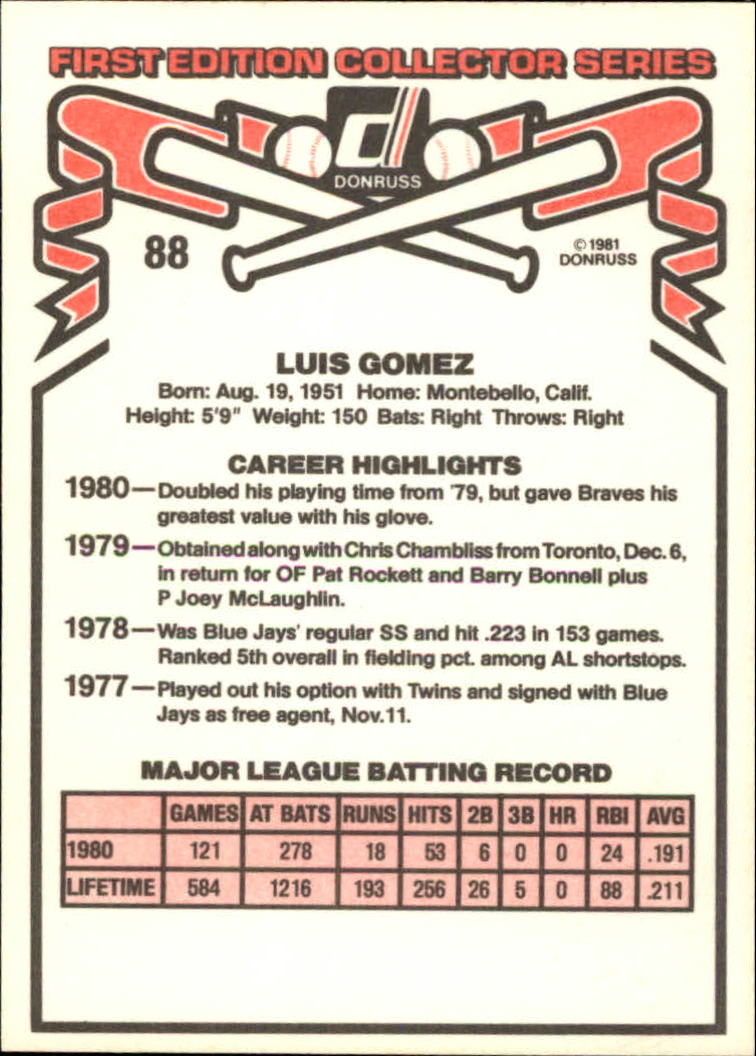 FIRST EDITION COLLECTOR SERIES
DONRUSS
88
© 1981
DONRUSS
LUIS GOMEZ
Born: Aug. 19, 1951 Home: Montebello, Calif.
Height: 5'9" Weight: 150 Bats: Right Throws: Right
CAREER HIGHLIGHTS
1980—Doubled his playing time from '79, but gave Braves his
greatest value with his glove.
1979—Obtained along with Chris Chambliss from Toronto, Dec. 6,
in return for OF Pat Rockett and Barry Bonnell plus
P Joey McLaughlin.
1978—Was Blue Jays' regular SS and hit .223 in 153 games.
Ranked 5th overall in fielding pct. among AL shortstops.
1977—Played out his option with Twins and signed with Blue
Jays as free agent, Nov. 11.
MAJOR LEAGUE BATTING RECORD
GAMES AT BATS RUNS HITS 2B 3B HR RBI AVG
1980 121 278 18 53 6 0 0 24 .191
LIFETIME 584 1216 193 256 26 5 0 88 .211